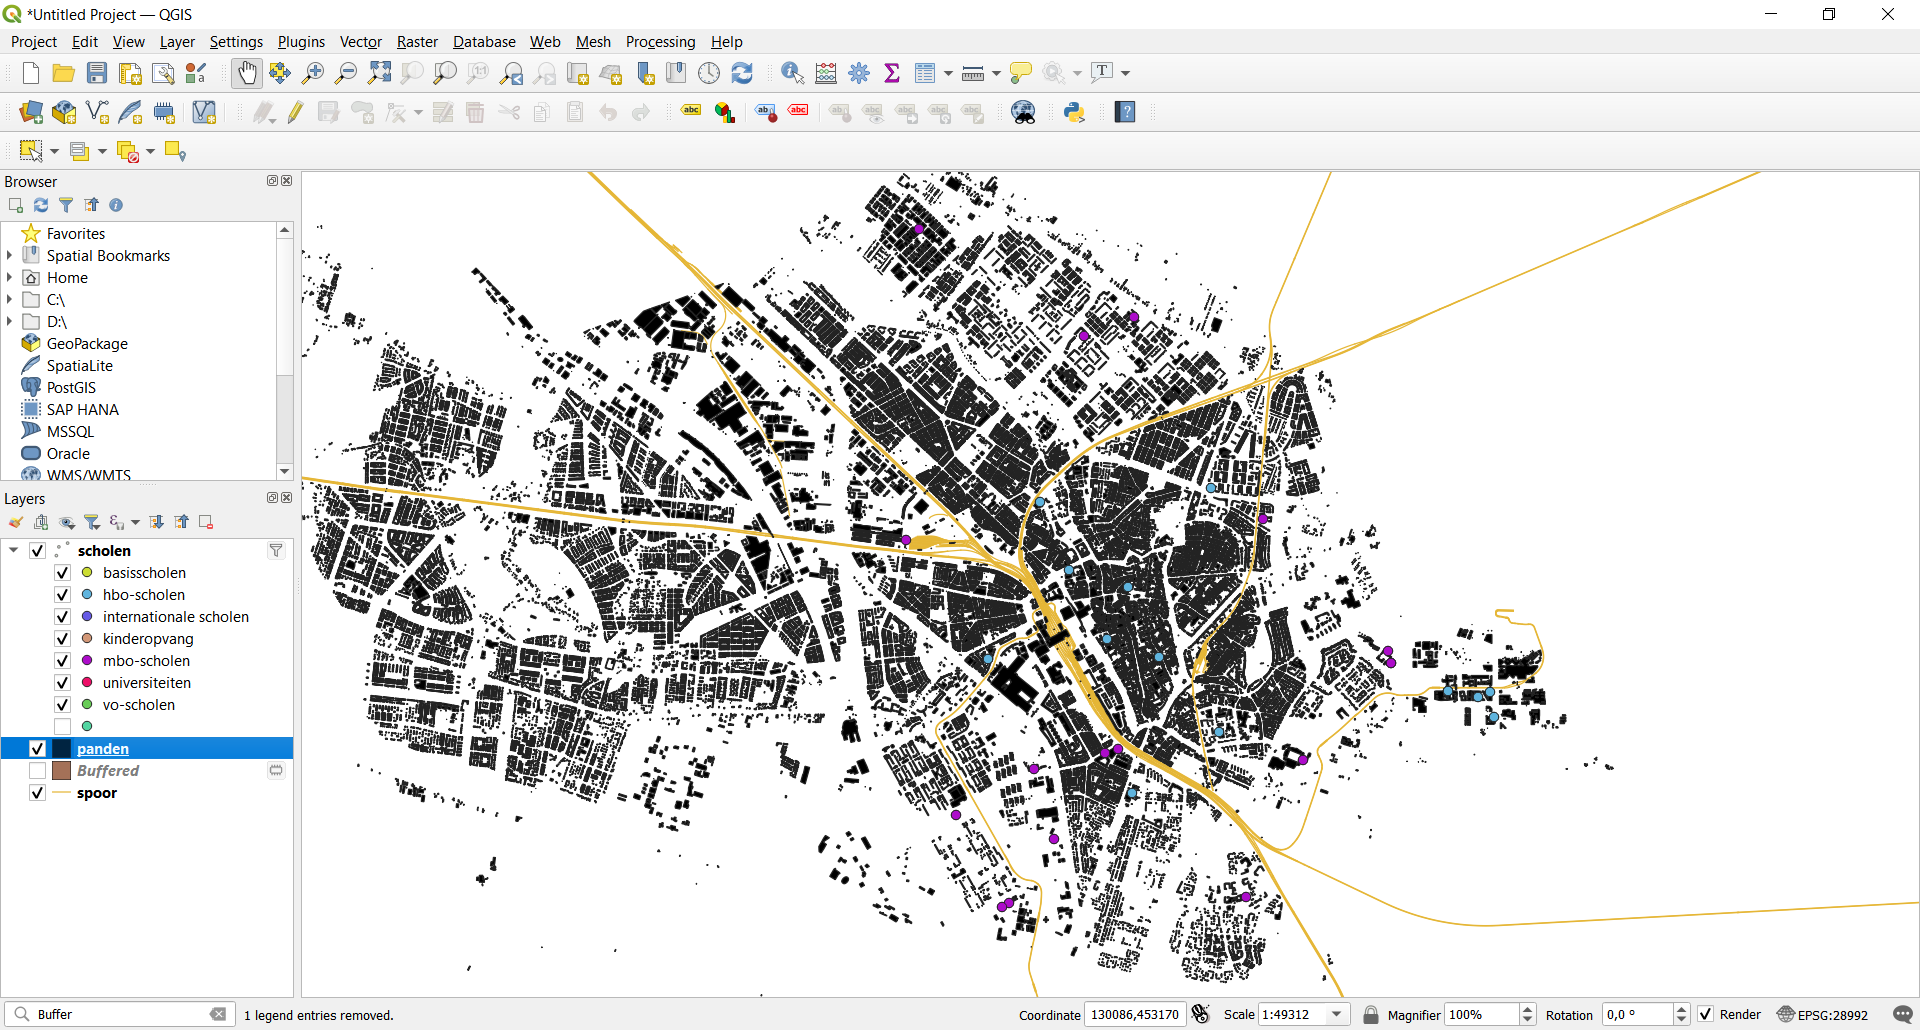 *Untitled Project — QGIS
Project Edit View Layer Settings Plugins Vector Raster Database Web Mesh Processing Help
Browser
Favorites
Spatial Bookmarks
Home
C:\
D:\
GeoPackage
SpatiaLite
PostGIS
SAP HANA
MSSQL
Oracle
WMS/WMTS
Layers
scholen
basisscholen
hbo-scholen
internationale scholen
kinderopvang
mbo-scholen
universiteiten
vo-scholen
panden
Buffered
spoor
Buffer
1 legend entries removed.
Coordinate 130086,453170 Scale 1:49312 Magnifier 100% Rotation 0,0 ° Render EPSG:28992